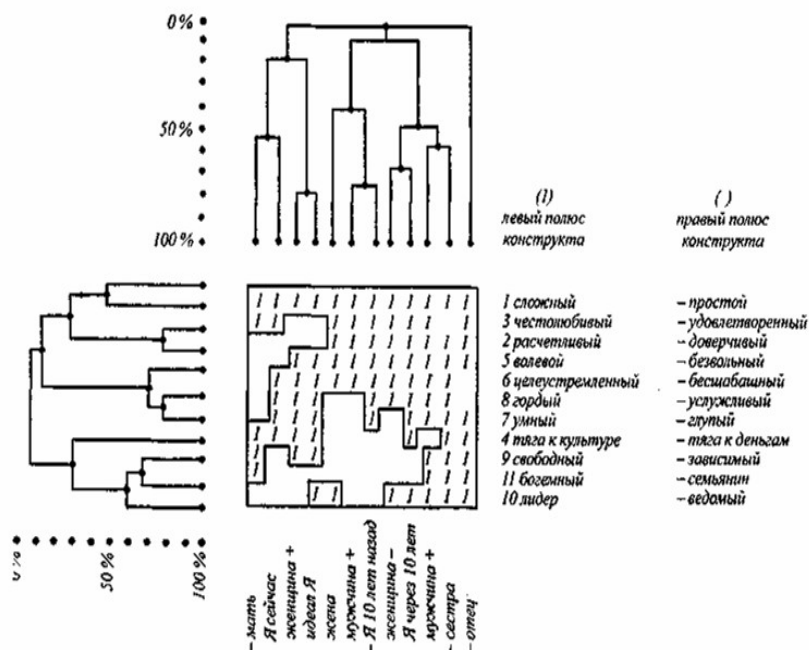 0%
50%
100%
(1)
левый полюс
конструкта
( )
правый полюс
конструкта
1 сложный – простой
3 честолюбивый – удовлетворенный
2 расчетливый – доверчивый
5 волевой – безвольный
6 целеустремленный – бесшабашный
8 гордый – услужливый
7 умный – глупый
4 тяга к культуре – тяга к деньгам
9 свободный – зависимый
11 богемный – семьянин
10 лидер – ведомый
50%
100%
– мать
Я сейчас
женщина +
идеал Я
жена
мужчина +
– Я 10 лет назад
женщина –
Я через 10 лет
мужчина +
– сестра
– отец